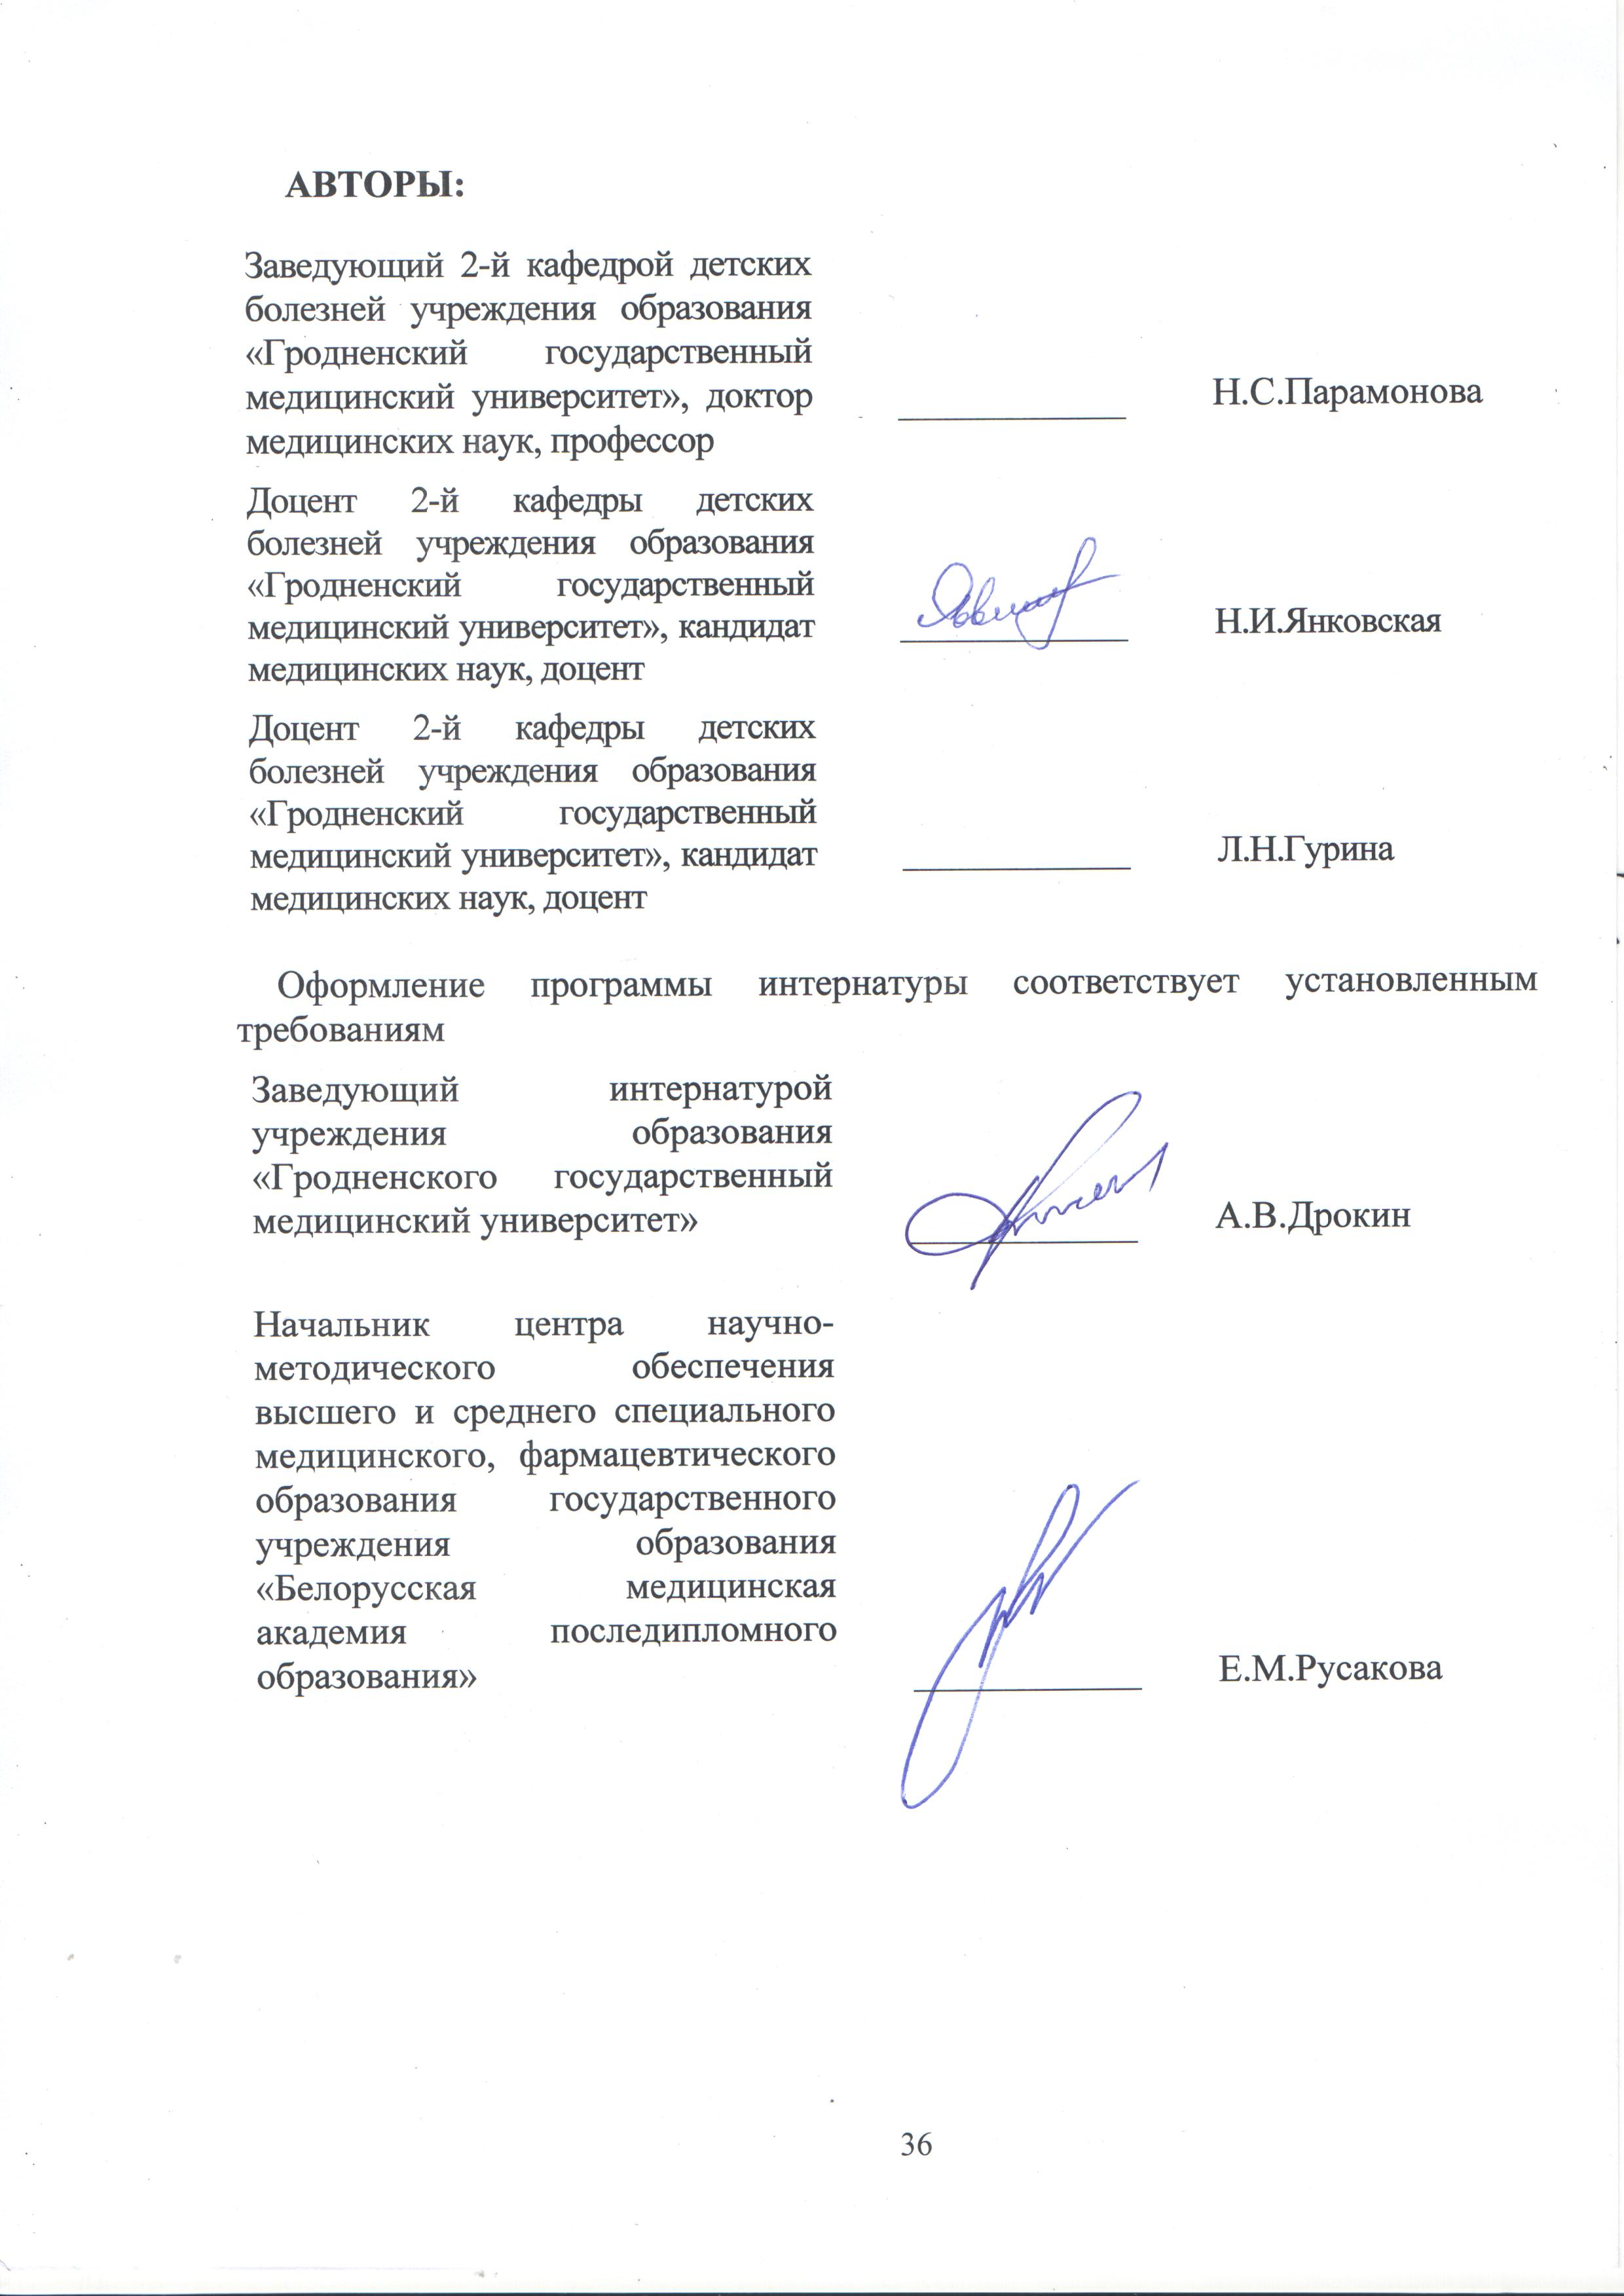 АВТОРЫ:
Заведующий 2-й кафедрой детских
болезней учреждения образования
«Гродненский государственный
медицинский университет», доктор
медицинских наук, профессор
Н.С.Парамонова
Доцент 2-й кафедры детских
болезней учреждения образования
«Гродненский государственный
медицинский университет», кандидат
медицинских наук, доцент
Н.И.Янковская
Доцент 2-й кафедры детских
болезней учреждения образования
«Гродненский государственный
медицинский университет», кандидат
медицинских наук, доцент
Л.Н.Гурина
Оформление программы интернатуры соответствует установленным
требованиям
Заведующий интернатурой
учреждения образования
«Гродненского государственный
медицинский университет»
А.В.Дрокин
Начальник центра научно-
методического обеспечения
высшего и среднего специального
медицинского, фармацевтического
образования государственного
учреждения образования
«Белорусская медицинская
академия последипломного
образования»
Е.М.Русакова
36